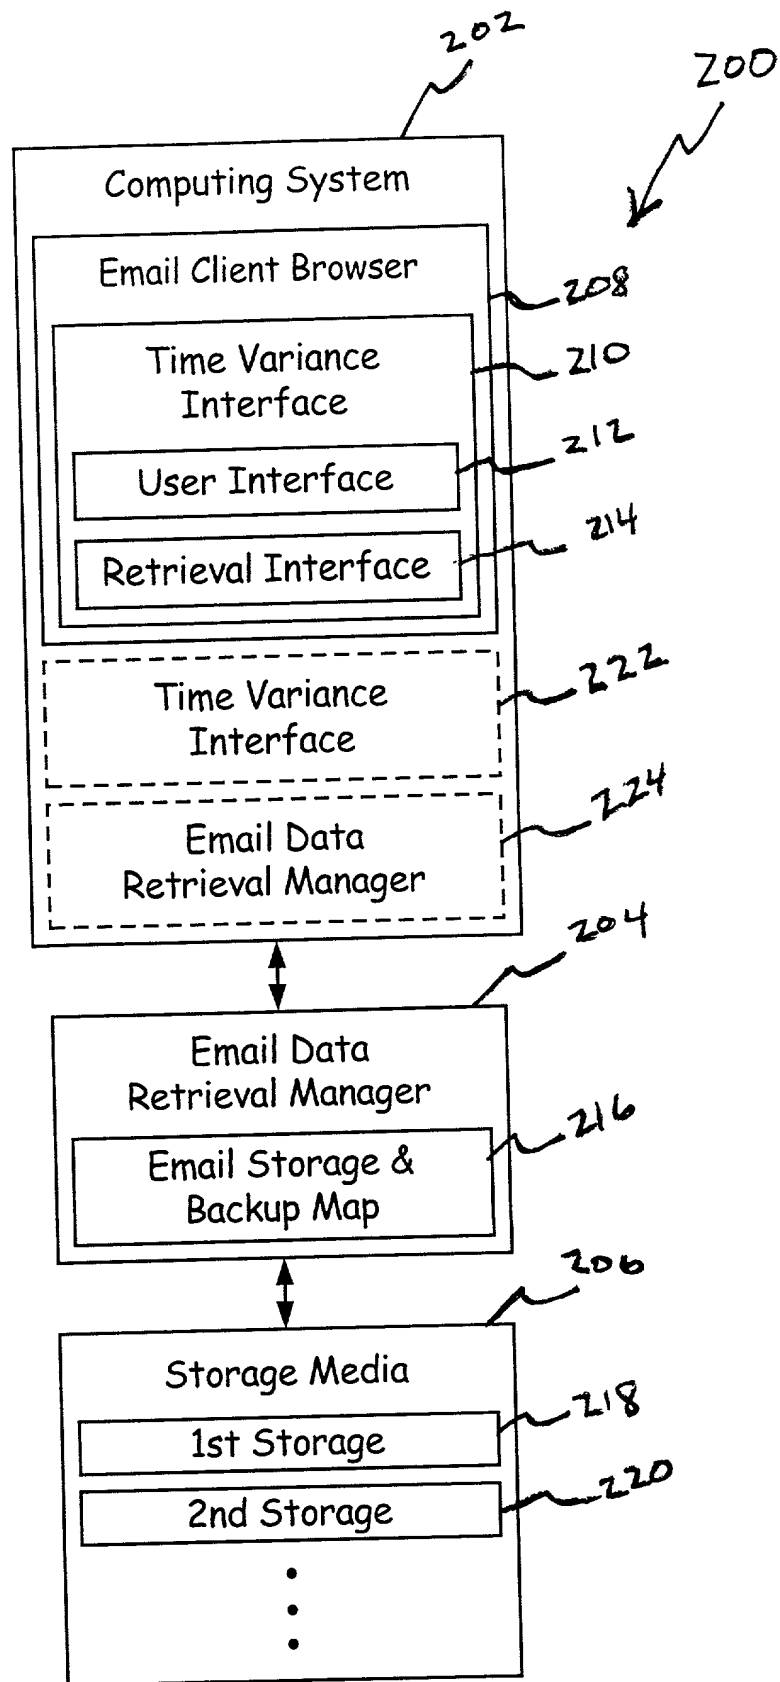 202
200
Computing System
Email Client Browser
208
Time Variance
Interface
210
User Interface
212
Retrieval Interface
214
Time Variance
Interface
222
Email Data
Retrieval Manager
224
204
Email Data
Retrieval Manager
Email Storage &
Backup Map
216
206
Storage Media
1st Storage
218
2nd Storage
220